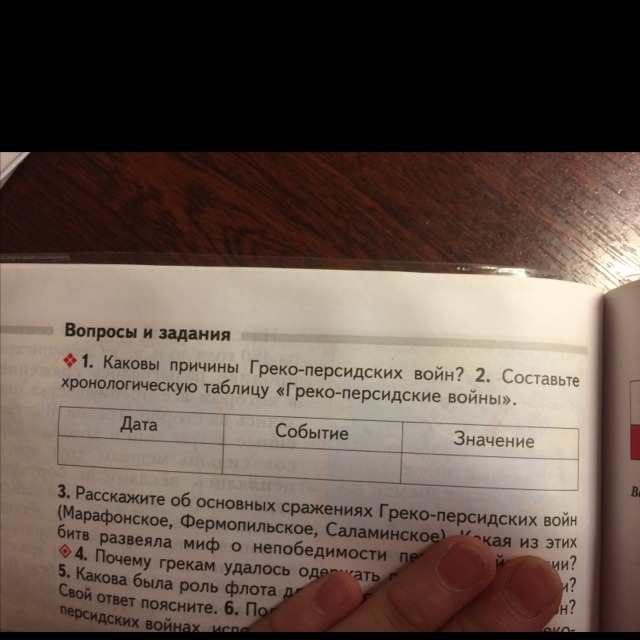 Вопросы и задания
1. Каковы причины Греко-персидских войн? 2. Составьте
хронологическую таблицу «Греко-персидские войны».
Дата Событие Значение
3. Расскажите об основных сражениях Греко-персидских войн
(Марафонское, Фермопильское, Саламинское). Какая из этих
битв развеяла миф о непобедимости
4. Почему грекам удалось
5. Какова была роль флота
Свой ответ поясните. 6.
персидских войнах